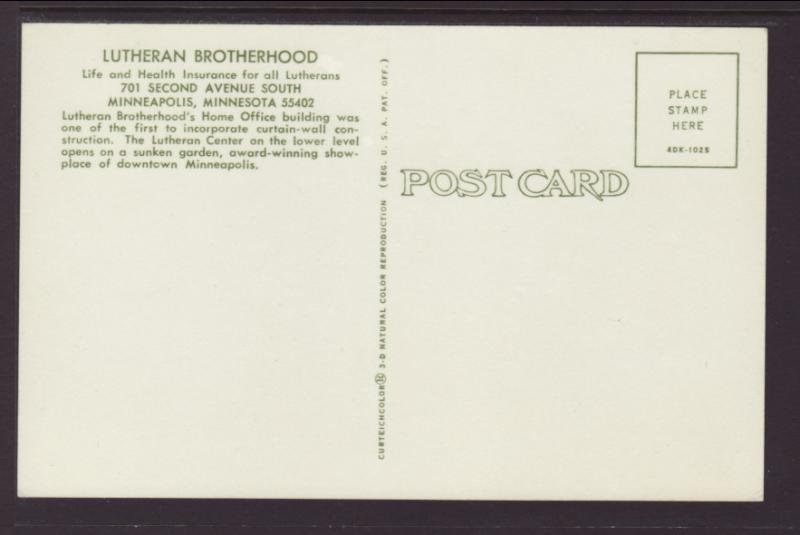 LUTHERAN BROTHERHOOD
Life and Health Insurance for all Lutherans
701 SECOND AVENUE SOUTH
MINNEAPOLIS, MINNESOTA 55402
Lutheran Brotherhood's Home Office building was
one of the first to incorporate curtain-wall con-
struction. The Lutheran Center on the lower level
opens on a sunken garden, award-winning show-
place of downtown Minneapolis.
CURTEICHCOLOR® 3-D NATURAL COLOR REPRODUCTION (REG. U. S. A. PAT. OFF.)
POST CARD
PLACE
STAMP
HERE
4DK-1025